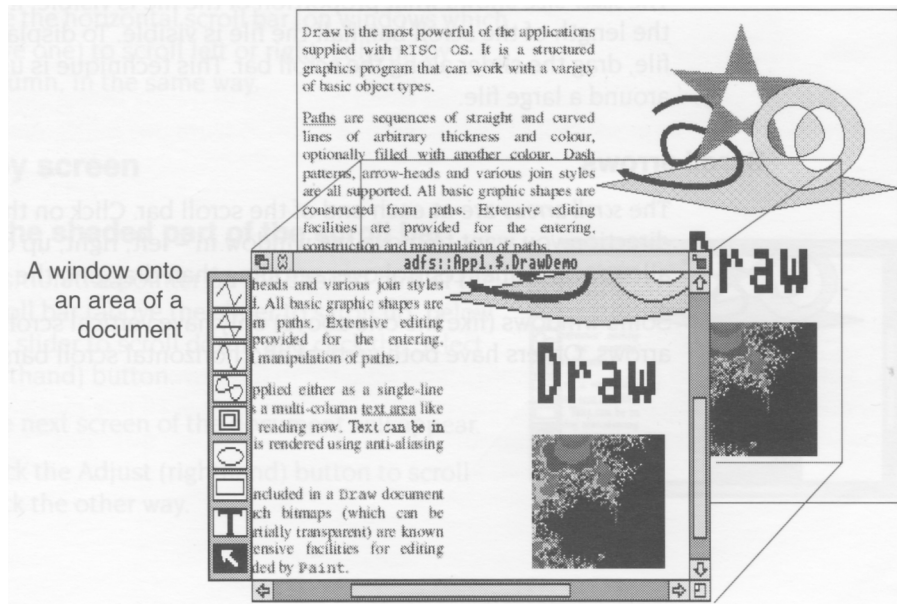 Draw is the most powerful of the applications
supplied with RISC OS. It is a structured
graphics program that can work with a variety
of basic object types.
Paths are sequences of straight and curved
lines of arbitrary thickness and colour,
optionally filled with another colour. Dash
patterns, arrow-heads and various join styles
are all supported. All basic graphic shapes are
constructed from paths. Extensive editing
facilities are provided for the entering,
construction and manipulation of paths.
A window onto
an area of a
document
adfs::App1.$.DrawDemo
raw
heads and various join styles
d. All basic graphic shapes are
m paths. Extensive editing
provided for the entering,
manipulation of paths.
Draw
pplied either as a single-line
s a multi-column text area like
reading now. Text can be in
is rendered using anti-aliasing
ncluded in a Draw document
ach bitmaps (which can be
artially transparent) are known
ensive facilities for editing
ded by Paint.
T